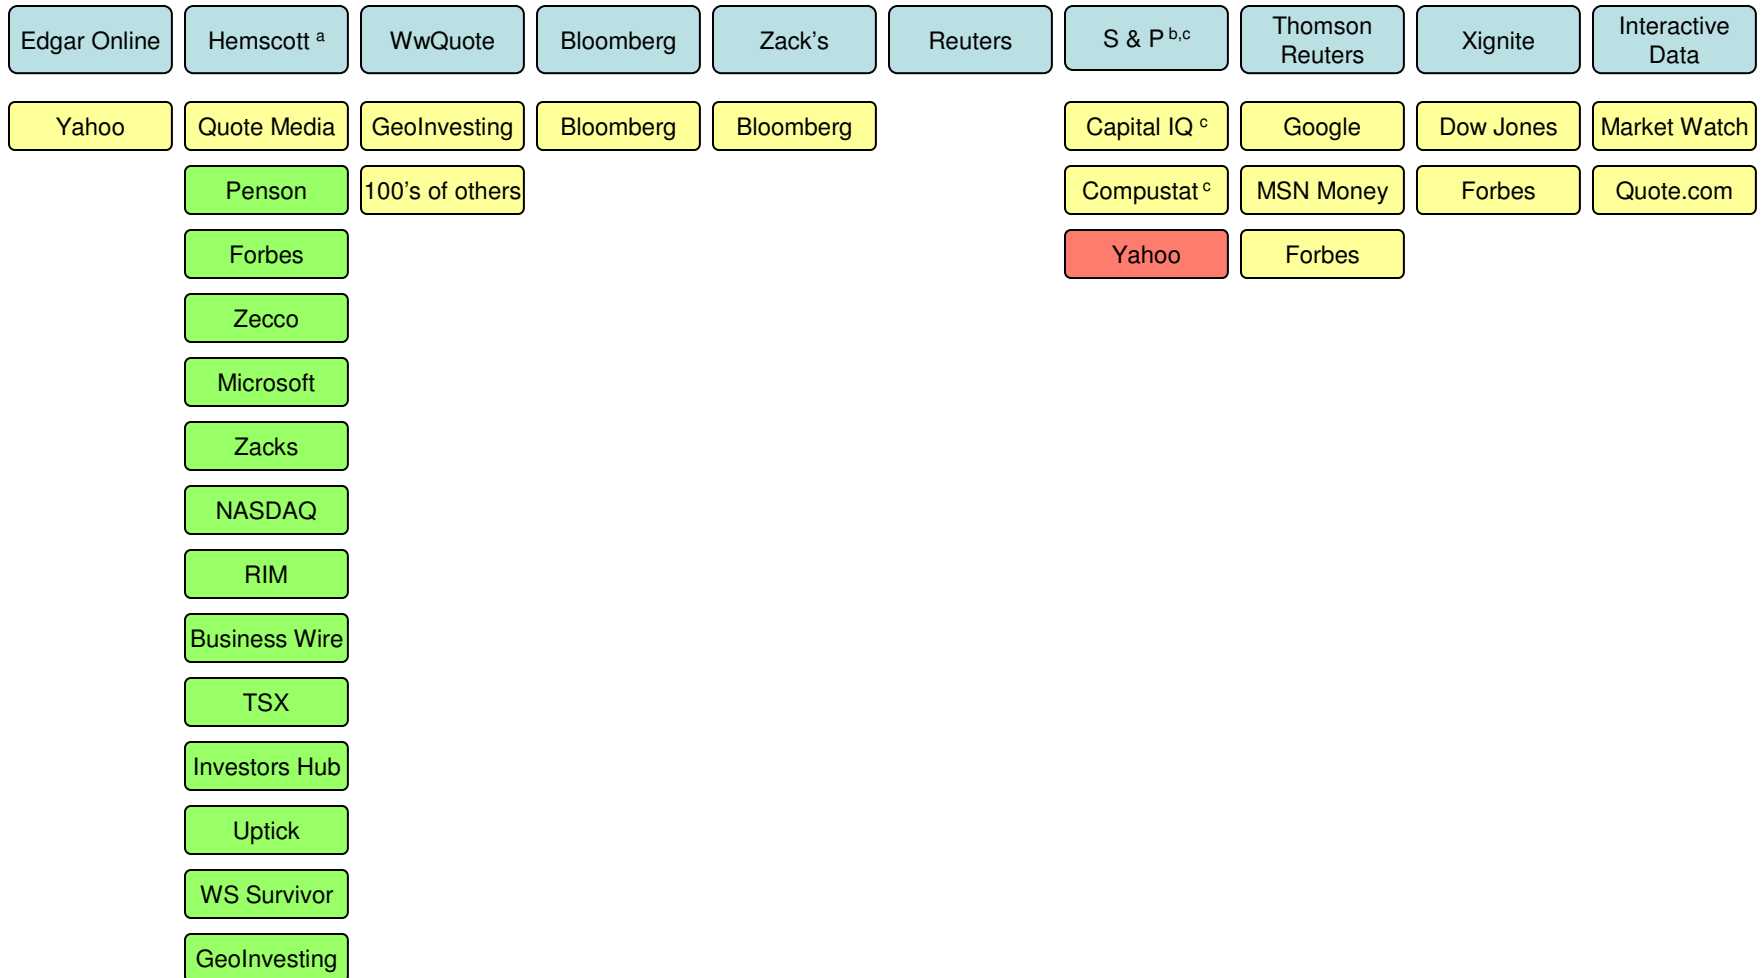 Edgar Online
Hemscott a
WwQuote
Bloomberg
Zack's
Reuters
S & P b,c
Thomson
Reuters
Xignite
Interactive
Data
Yahoo
Quote Media
GeoInvesting
Bloomberg
Bloomberg
Capital IQ c
Google
Dow Jones
Market Watch
Penson
100's of others
Compustat c
MSN Money
Forbes
Quote.com
Forbes
Yahoo
Forbes
Zecco
Microsoft
Zacks
NASDAQ
RIM
Business Wire
TSX
Investors Hub
Uptick
WS Survivor
GeoInvesting